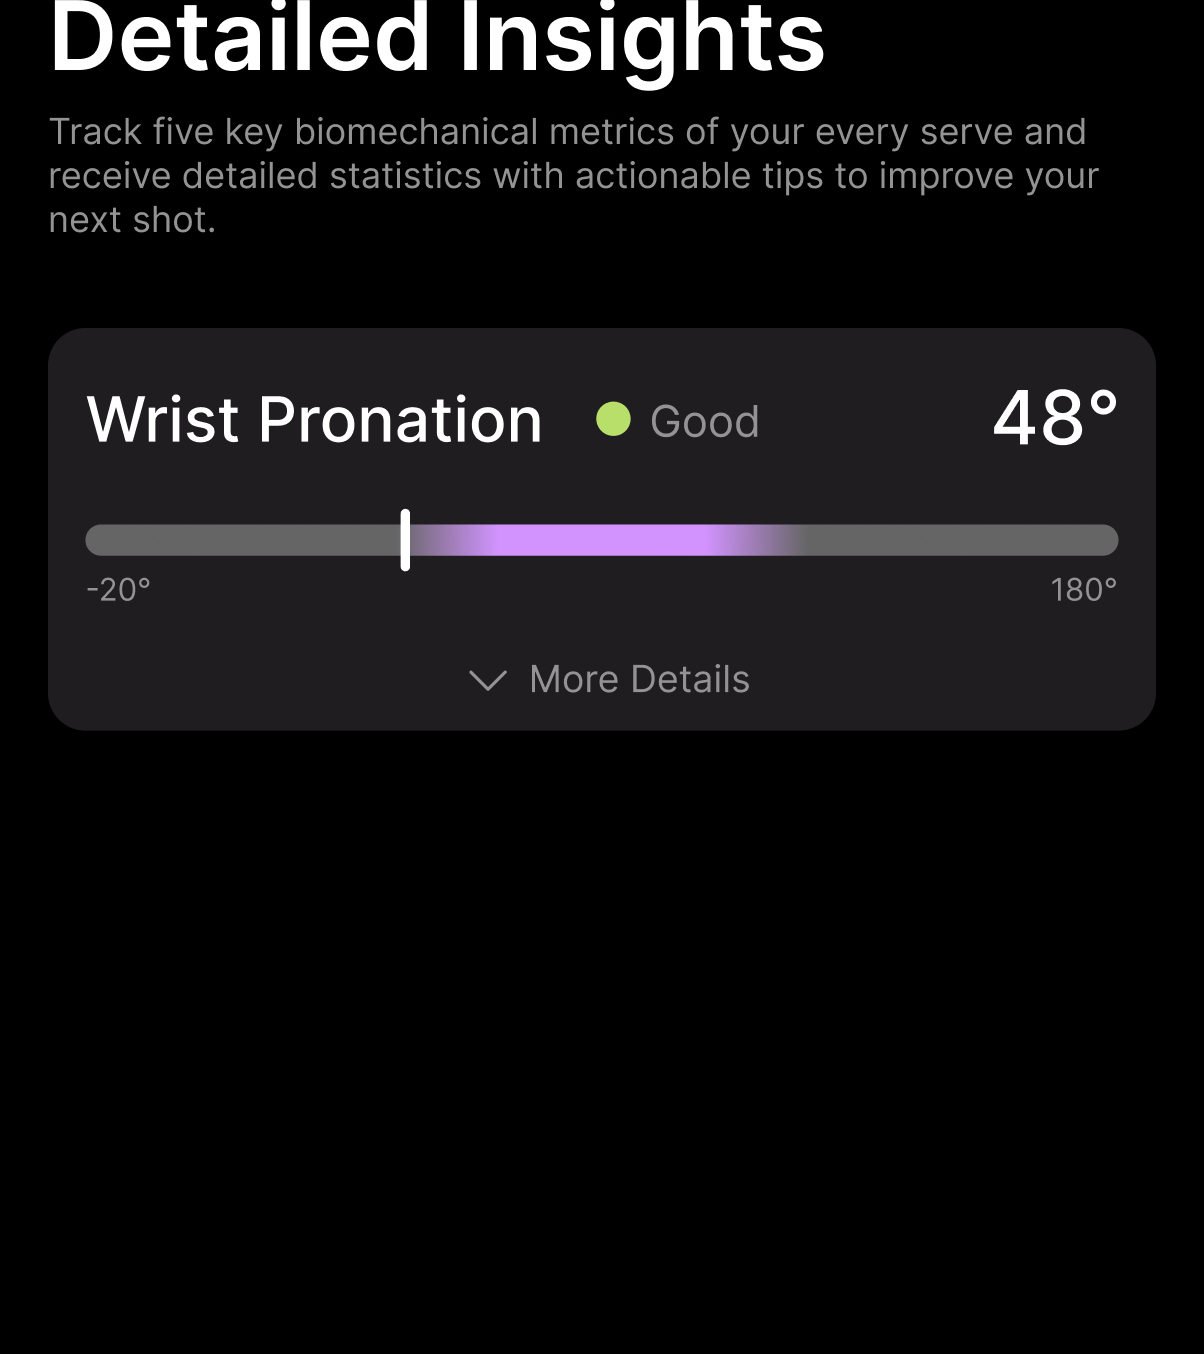 Detailed Insights
Track five key biomechanical metrics of your every serve and
receive detailed statistics with actionable tips to improve your
next shot.
Wrist Pronation Good 48°
-20° 180°
More Details